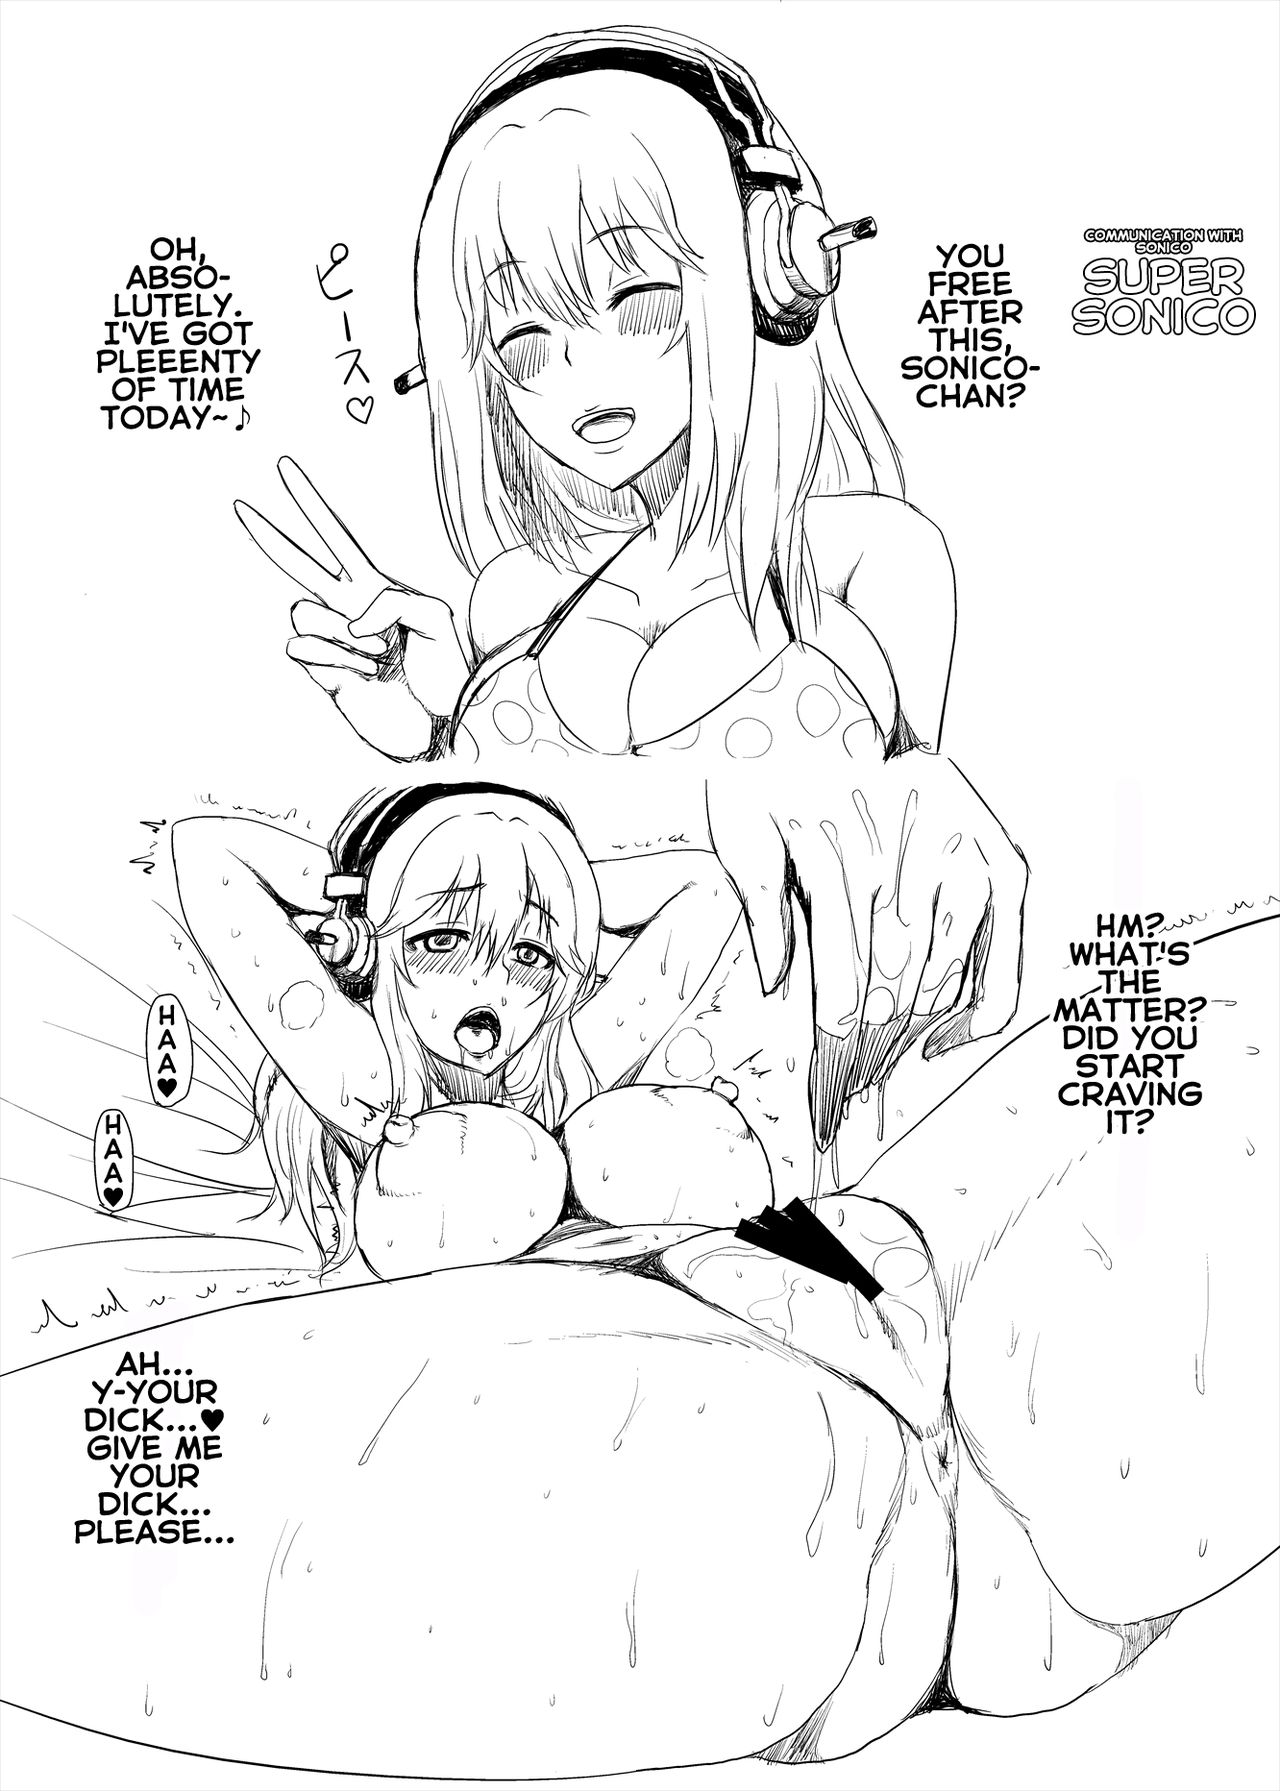 COMMUNICATION WITH
SONICO
SUPER
SONICO
YOU
FREE
AFTER
THIS,
SONICO-
CHAN?
ピース♡
OH,
ABSO-
LUTELY.
I'VE GOT
PLEEENTY
OF TIME
TODAY~♪
HM?
WHAT'S
THE
MATTER?
DID YOU
START
CRAVING
IT?
HAA♥
HAA♥
AH...
Y-YOUR
DICK...♥
GIVE ME
YOUR
DICK...
PLEASE...